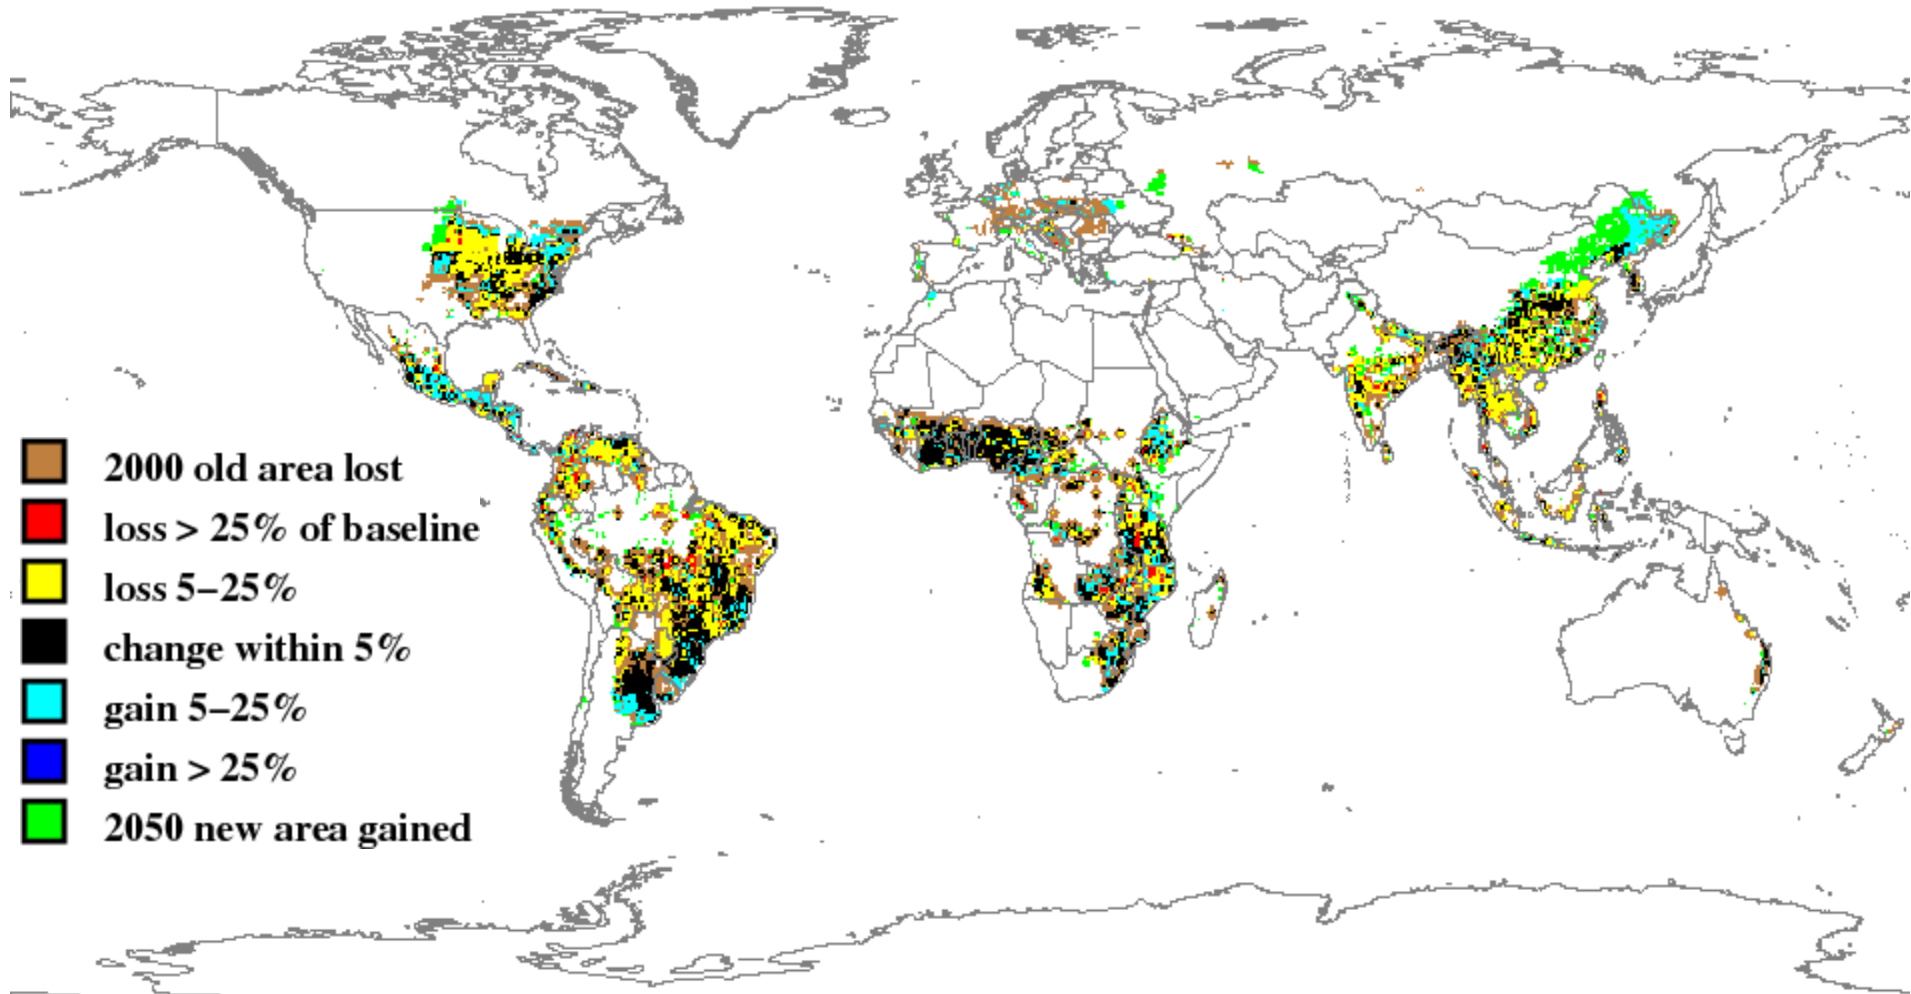 2000 old area lost
loss > 25% of baseline
loss 5–25%
change within 5%
gain 5–25%
gain > 25%
2050 new area gained